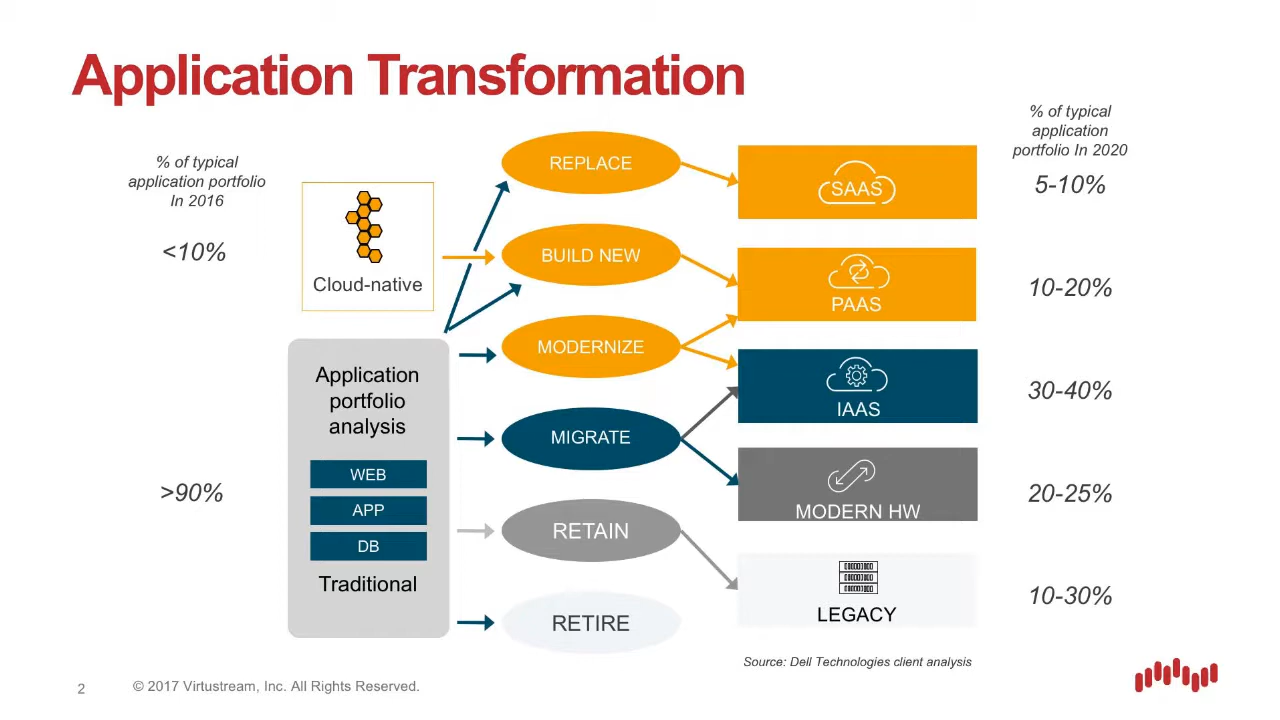 Application Transformation
% of typical
application portfolio
In 2016
<10%
>90%
Cloud-native
Application
portfolio
analysis
WEB
APP
DB
Traditional
REPLACE
BUILD NEW
MODERNIZE
MIGRATE
RETAIN
RETIRE
SAAS
PAAS
IAAS
MODERN HW
LEGACY
% of typical
application
portfolio In 2020
5-10%
10-20%
30-40%
20-25%
10-30%
Source: Dell Technologies client analysis
2
© 2017 Virtustream, Inc. All Rights Reserved.